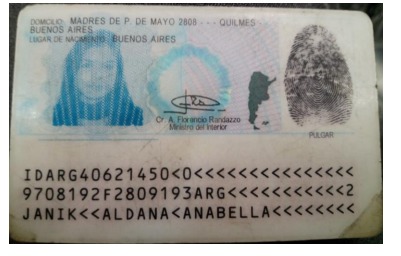 DOMICILIO: MADRES DE P. DE MAYO 2808 - - - QUILMES -
BUENOS AIRES
LUGAR DE NACIMIENTO: BUENOS AIRES
Cr. A. Florencio Randazzo
Ministro del Interior
PULGAR
IDARG40621450<0<<<<<<<<<<<<<<<
9708192F2809193ARG<<<<<<<<<<<2
JANIK<<ALDANA<ANABELLA<<<<<<<<